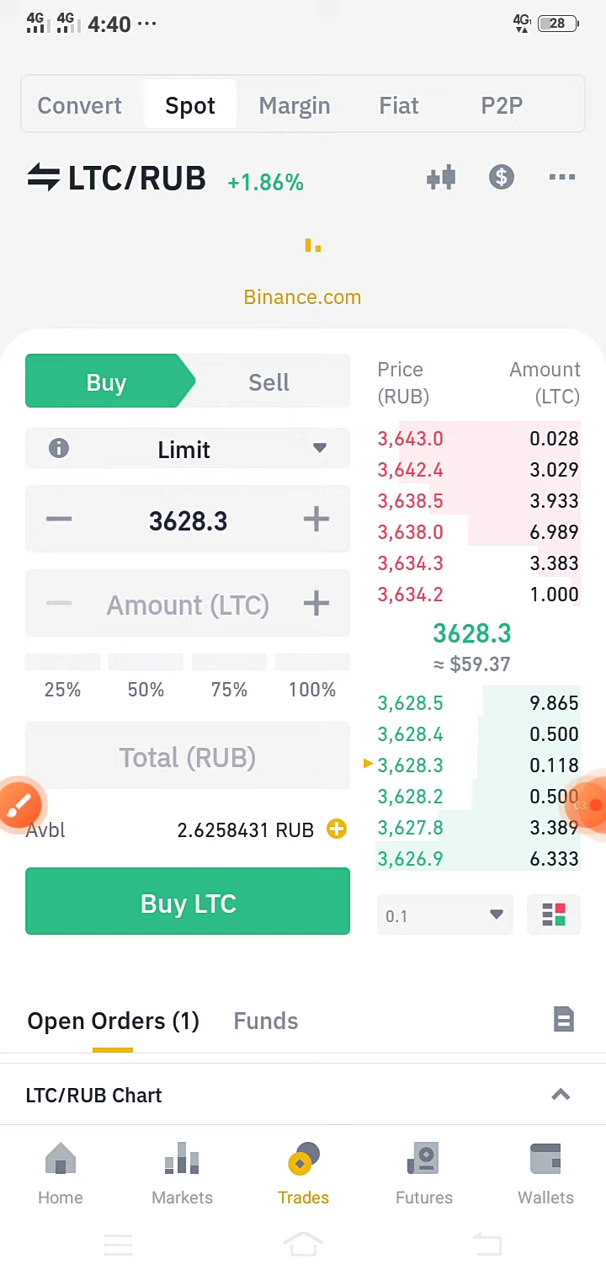 4G 4G 4:40 ... 4G 28
Convert Spot Margin Fiat P2P
LTC/RUB +1.86%
Binance.com
Buy Sell
Price (RUB) Amount (LTC)
Limit
3628.3
Amount (LTC)
25% 50% 75% 100%
Total (RUB)
Avbl 2.6258431 RUB
Buy LTC
3,643.0 0.028
3,642.4 3.029
3,638.5 3.933
3,638.0 6.989
3,634.3 3.383
3,634.2 1.000
3628.3
≈ $59.37
3,628.5 9.865
3,628.4 0.500
3,628.3 0.118
3,628.2 0.500
3,627.8 3.389
3,626.9 6.333
0.1
Open Orders (1) Funds
LTC/RUB Chart
Home Markets Trades Futures Wallets